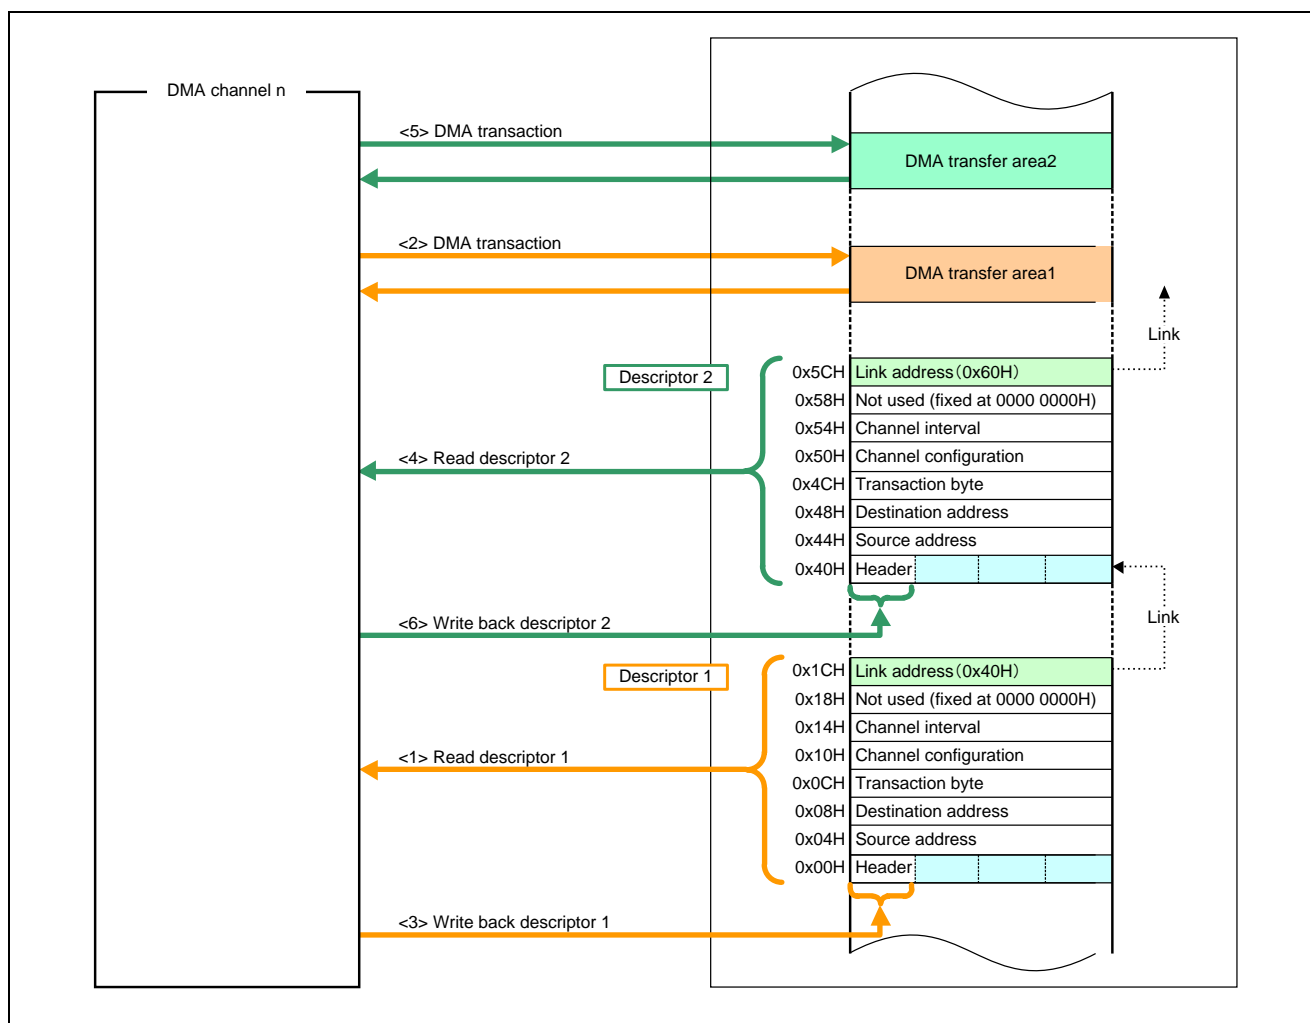 DMA channel n
<5> DMA transaction
DMA transfer area2
<2> DMA transaction
DMA transfer area1
Link
Descriptor 2
0x5CH Link address(0x60H)
0x58H Not used (fixed at 0000 0000H)
0x54H Channel interval
0x50H Channel configuration
<4> Read descriptor 2
0x4CH Transaction byte
0x48H Destination address
0x44H Source address
0x40H Header
<6> Write back descriptor 2
Link
Descriptor 1
0x1CH Link address(0x40H)
0x18H Not used (fixed at 0000 0000H)
0x14H Channel interval
0x10H Channel configuration
<1> Read descriptor 1
0x0CH Transaction byte
0x08H Destination address
0x04H Source address
0x00H Header
<3> Write back descriptor 1